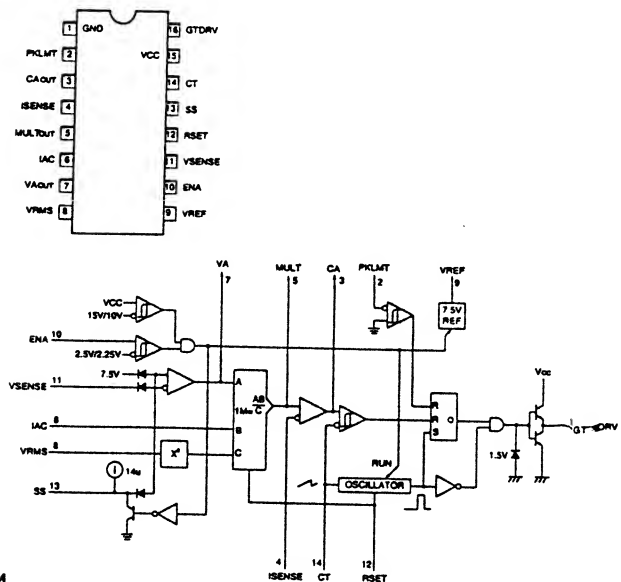 1 GND
GTDRV 16
PKLMT 2
VCC 15
CAOUT 3
14 CT
ISENSE 4
13 SS
MULTOUT 5
12 RSET
IAC 6
11 VSENSE
VAOUT 7
10 ENA
VRMS 8
9 VREF
VA
7
MULT
5
CA
3
PKLMT
2
VREF
9
VCC
15V/10V
7.5V
REF
ENA 10
2.5V/2.25V
Vcc
7.5V
VSENSE 11
A
AB
C
R
R
S
IAC 6
B
GT DRV
VRMS 8
X²
C
1.5V
RUN
14u
SS 13
OSCILLATOR
4
ISENSE
14
CT
12
RSET